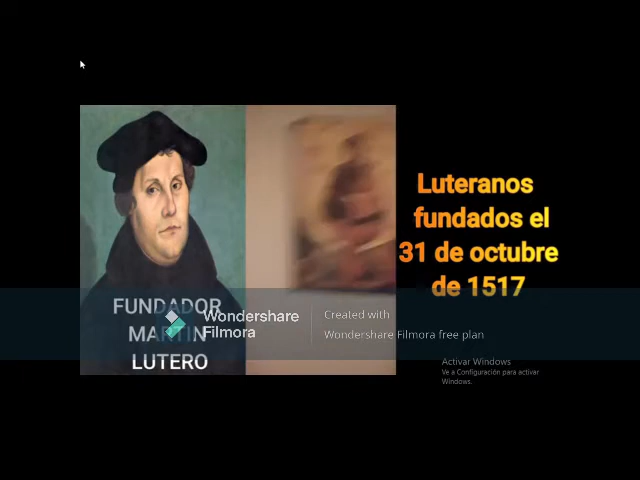 Luteranos
fundados el
31 de octubre
de 1517
FUNDADOR
MARTIN
LUTERO
Wondershare
Filmora
Created with
Wondershare Filmora free plan
Activar Windows
Ve a Configuración para activar
Windows.